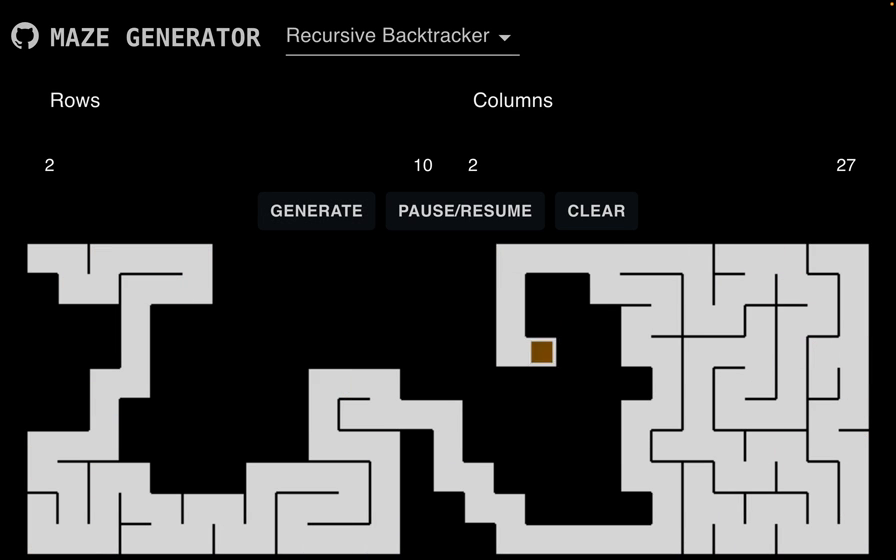 MAZE GENERATOR Recursive Backtracker
Rows Columns
2 10 2 27
GENERATE PAUSE/RESUME CLEAR